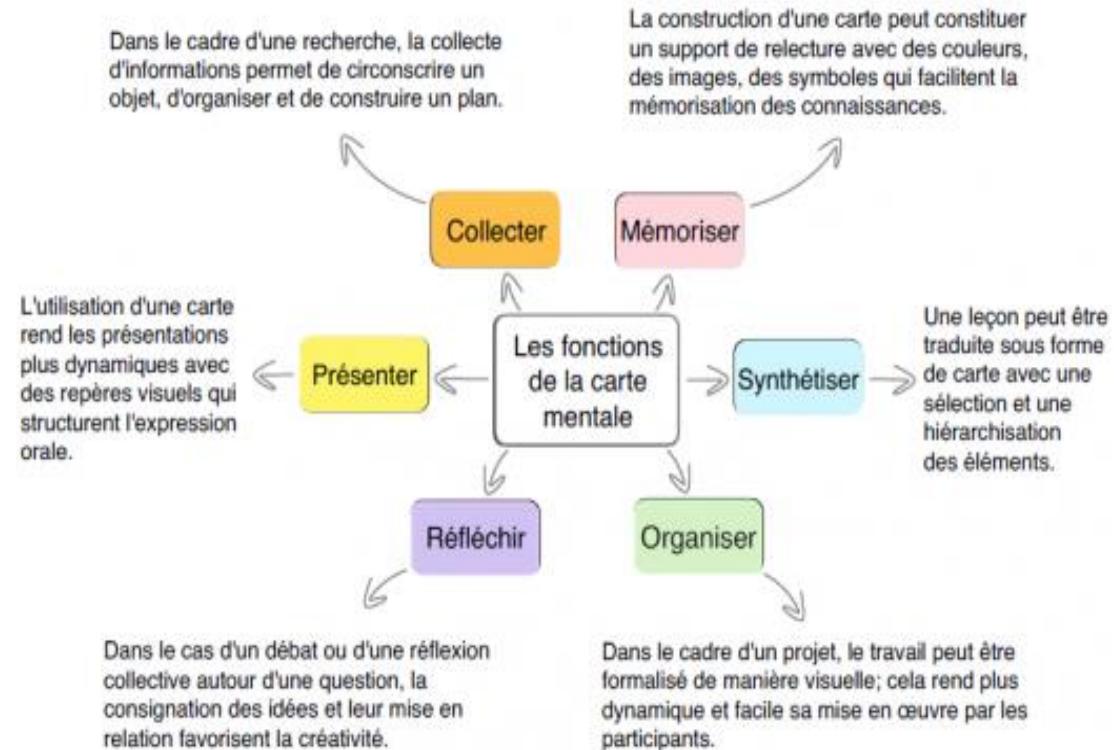 Dans le cadre d'une recherche, la collecte
d'informations permet de circonscrire un
objet, d'organiser et de construire un plan.
La construction d'une carte peut constituer
un support de relecture avec des couleurs,
des images, des symboles qui facilitent la
mémorisation des connaissances.
Collecter
Mémoriser
L'utilisation d'une carte
rend les présentations
plus dynamiques avec
des repères visuels qui
structurent l'expression
orale.
Présenter
Les fonctions
de la carte
mentale
Synthétiser
Une leçon peut être
traduite sous forme
de carte avec une
sélection et une
hiérarchisation
des éléments.
Réfléchir
Organiser
Dans le cas d'un débat ou d'une réflexion
collective autour d'une question, la
consignation des idées et leur mise en
relation favorisent la créativité.
Dans le cadre d'un projet, le travail peut être
formalisé de manière visuelle; cela rend plus
dynamique et facile sa mise en œuvre par les
participants.